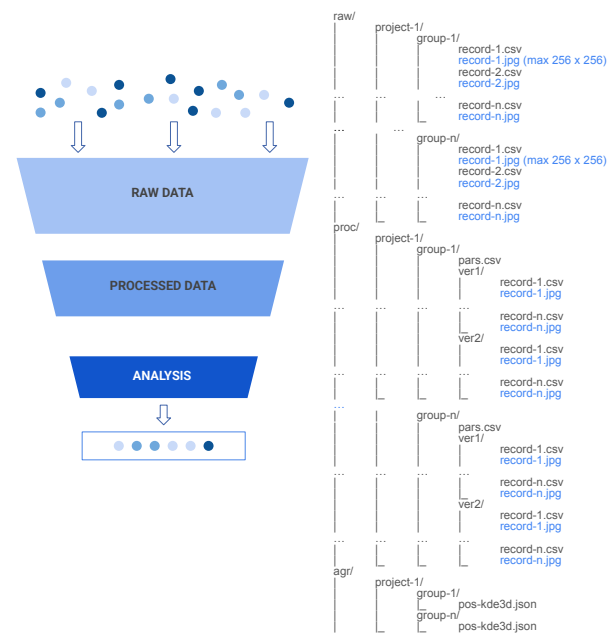 RAW DATA
PROCESSED DATA
ANALYSIS
raw/
project-1/
group-1/
record-1.csv
record-1.jpg (max 256 x 256)
record-2.csv
record-2.jpg
... ... ...
record-n.csv
|_ record-n.jpg
... ...
group-n/
record-1.csv
record-1.jpg (max 256 x 256)
record-2.csv
record-2.jpg
... ... ...
record-n.csv
|_ |_ record-n.jpg
proc/
project-1/
group-1/
pars.csv
ver1/
record-1.csv
record-1.jpg
... ... ... ...
record-n.csv
|_ record-n.jpg
ver2/
record-1.csv
record-1.jpg
... ... ... ...
record-n.csv
|_ |_ |_ record-n.jpg
...
group-n/
pars.csv
ver1/
record-1.csv
record-1.jpg
... ... ... ...
record-n.csv
|_ record-n.jpg
ver2/
record-1.csv
record-1.jpg
... ... ... ...
record-n.csv
|_ |_ |_ record-n.jpg
agr/
project-1/
group-1/
|_ pos-kde3d.json
group-n/
|_ |_ |_ pos-kde3d.json